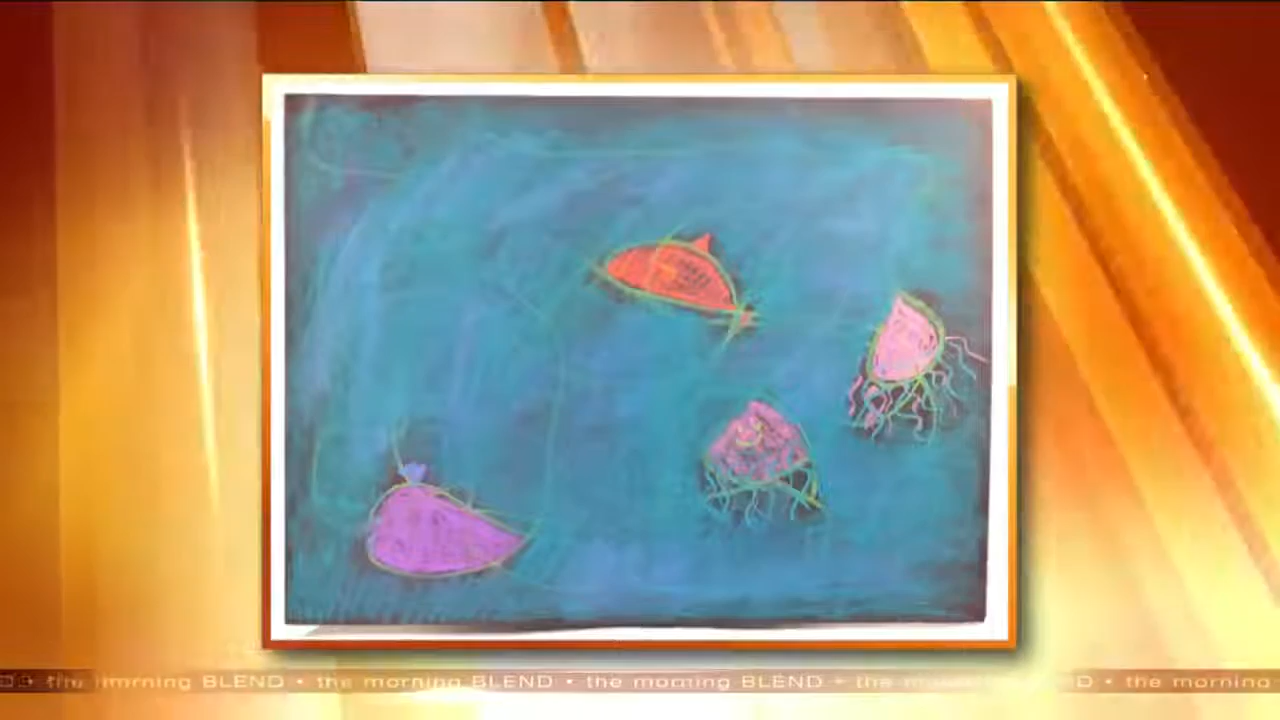 the morning BLEND • the morning BLEND • the morning BLEND • the morning